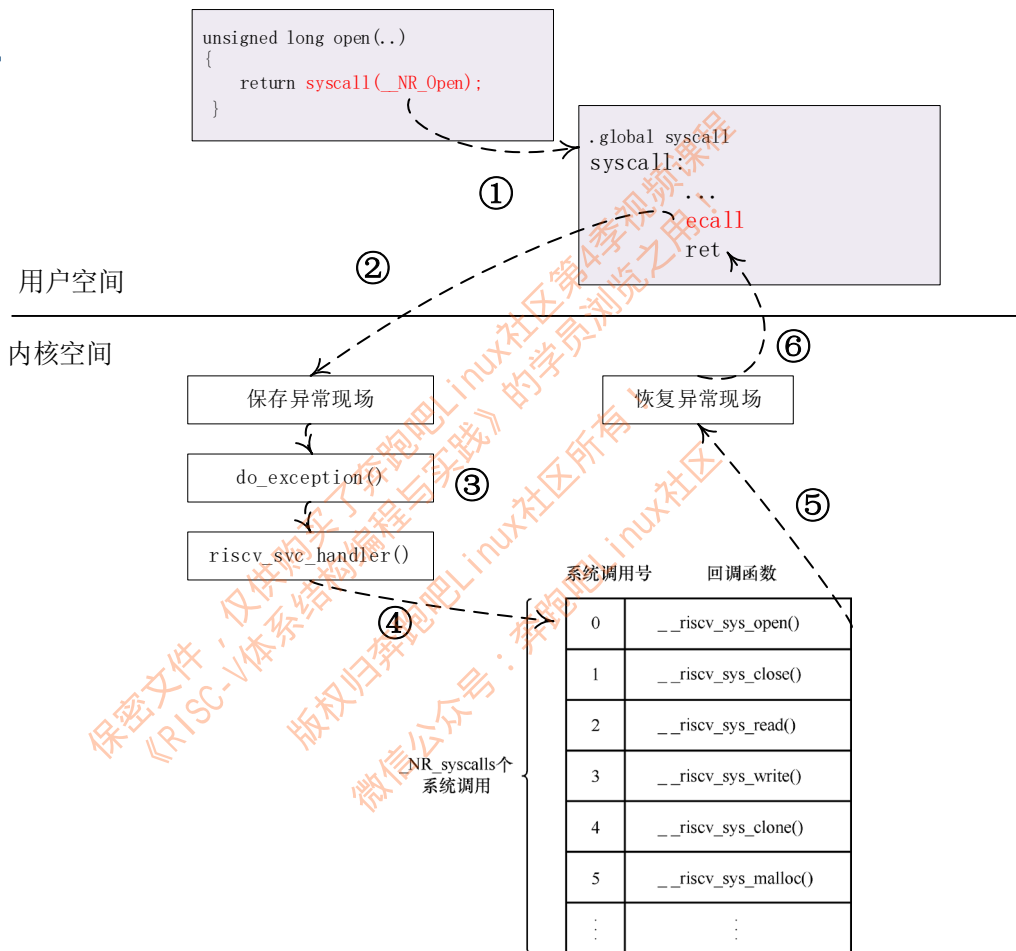 unsigned long open(..)
{
return syscall(__NR_Open);
}
.global syscall
syscall:
...
ecall
ret
①
②
用户空间
内核空间
⑥
保存异常现场
恢复异常现场
do_exception()
③
⑤
riscv_svc_handler()
④
系统调用号 回调函数
0 __riscv_sys_open()
1 __riscv_sys_close()
2 __riscv_sys_read()
3 __riscv_sys_write()
4 __riscv_sys_clone()
5 __riscv_sys_malloc()
⋮ ⋮
_NR_syscalls个
系统调用
保密文件，仅供购买了奔跑吧Linux社区第4季视频课程
《RISC-V体系结构编程与实践》的学员浏览之用！
版权归奔跑吧Linux社区所有！
微信公众号：奔跑吧Linux社区